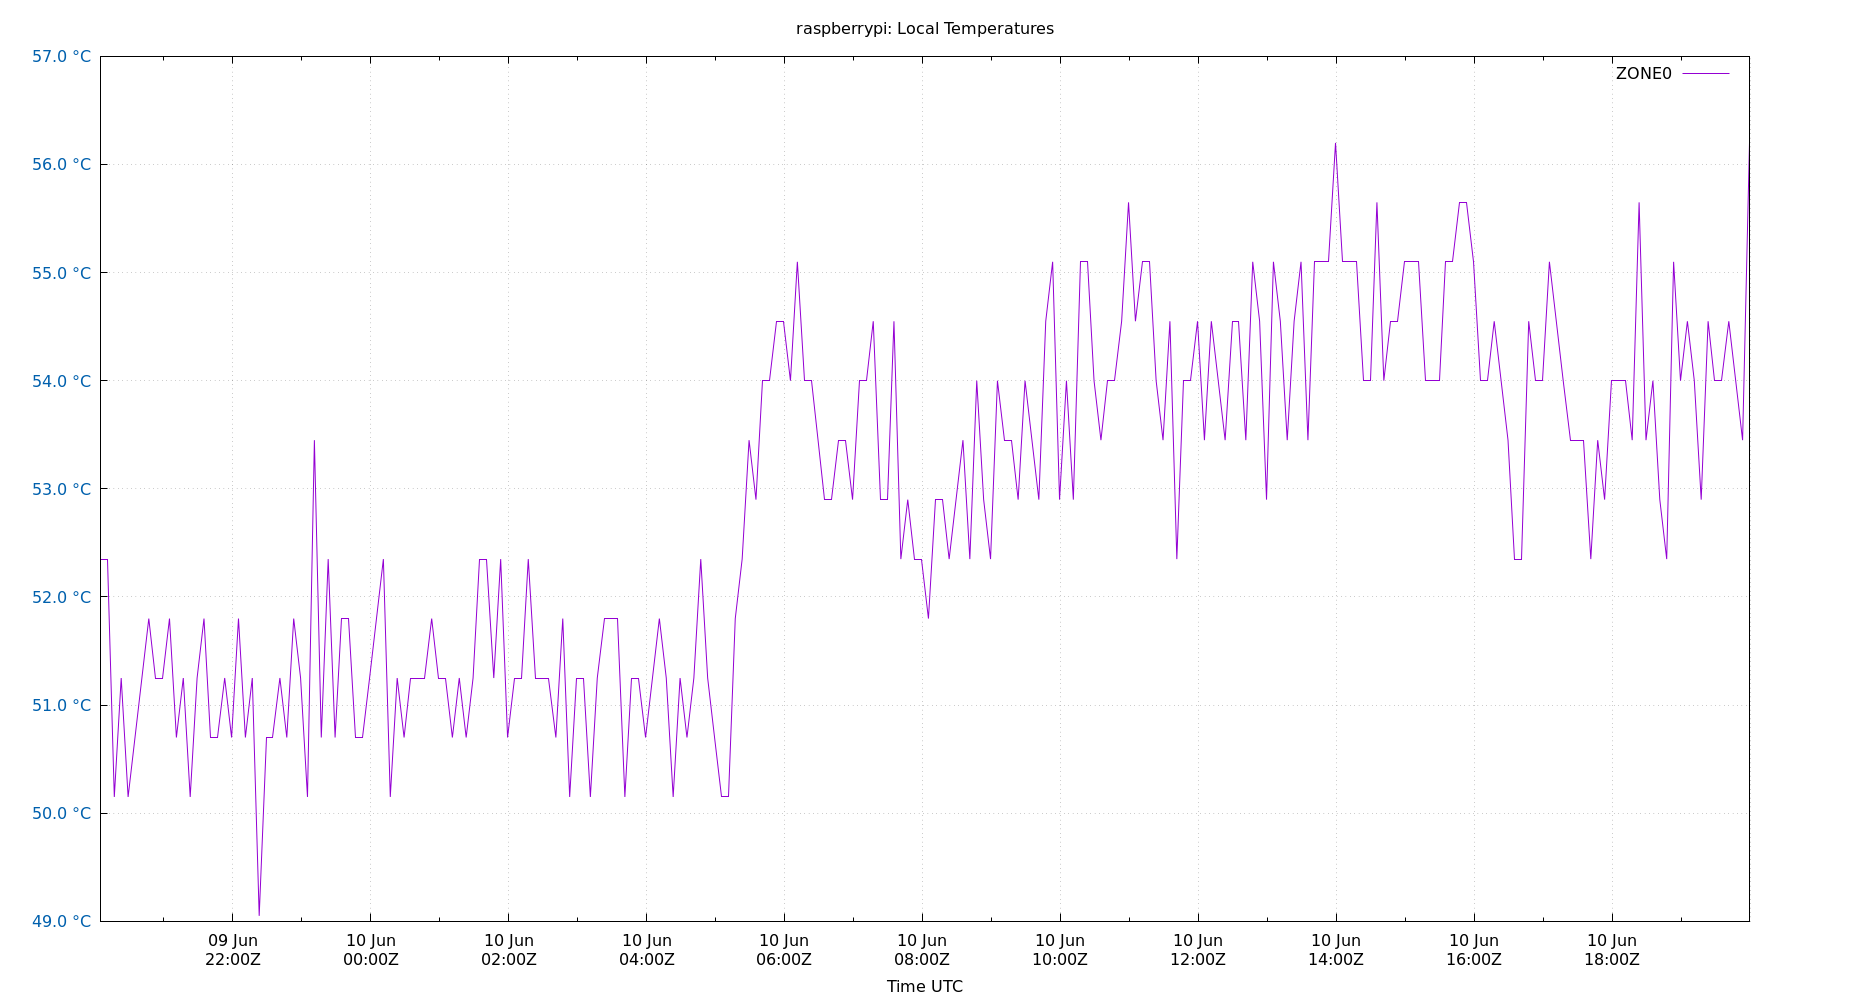 raspberrypi: Local Temperatures
57.0 °C
56.0 °C
55.0 °C
54.0 °C
53.0 °C
52.0 °C
51.0 °C
50.0 °C
49.0 °C
ZONE0
09 Jun
22:00Z
10 Jun
00:00Z
10 Jun
02:00Z
10 Jun
04:00Z
10 Jun
06:00Z
10 Jun
08:00Z
10 Jun
10:00Z
10 Jun
12:00Z
10 Jun
14:00Z
10 Jun
16:00Z
10 Jun
18:00Z
Time UTC